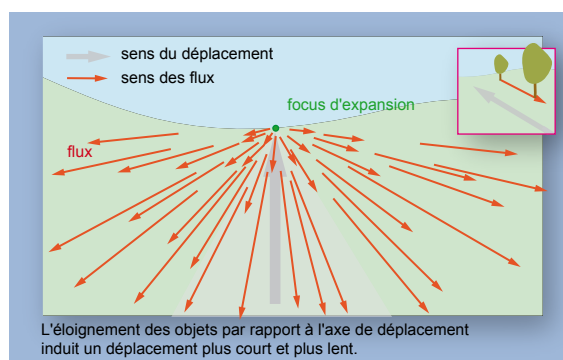 sens du déplacement
sens des flux
focus d'expansion
flux
L'éloignement des objets par rapport à l'axe de déplacement
induit un déplacement plus court et plus lent.